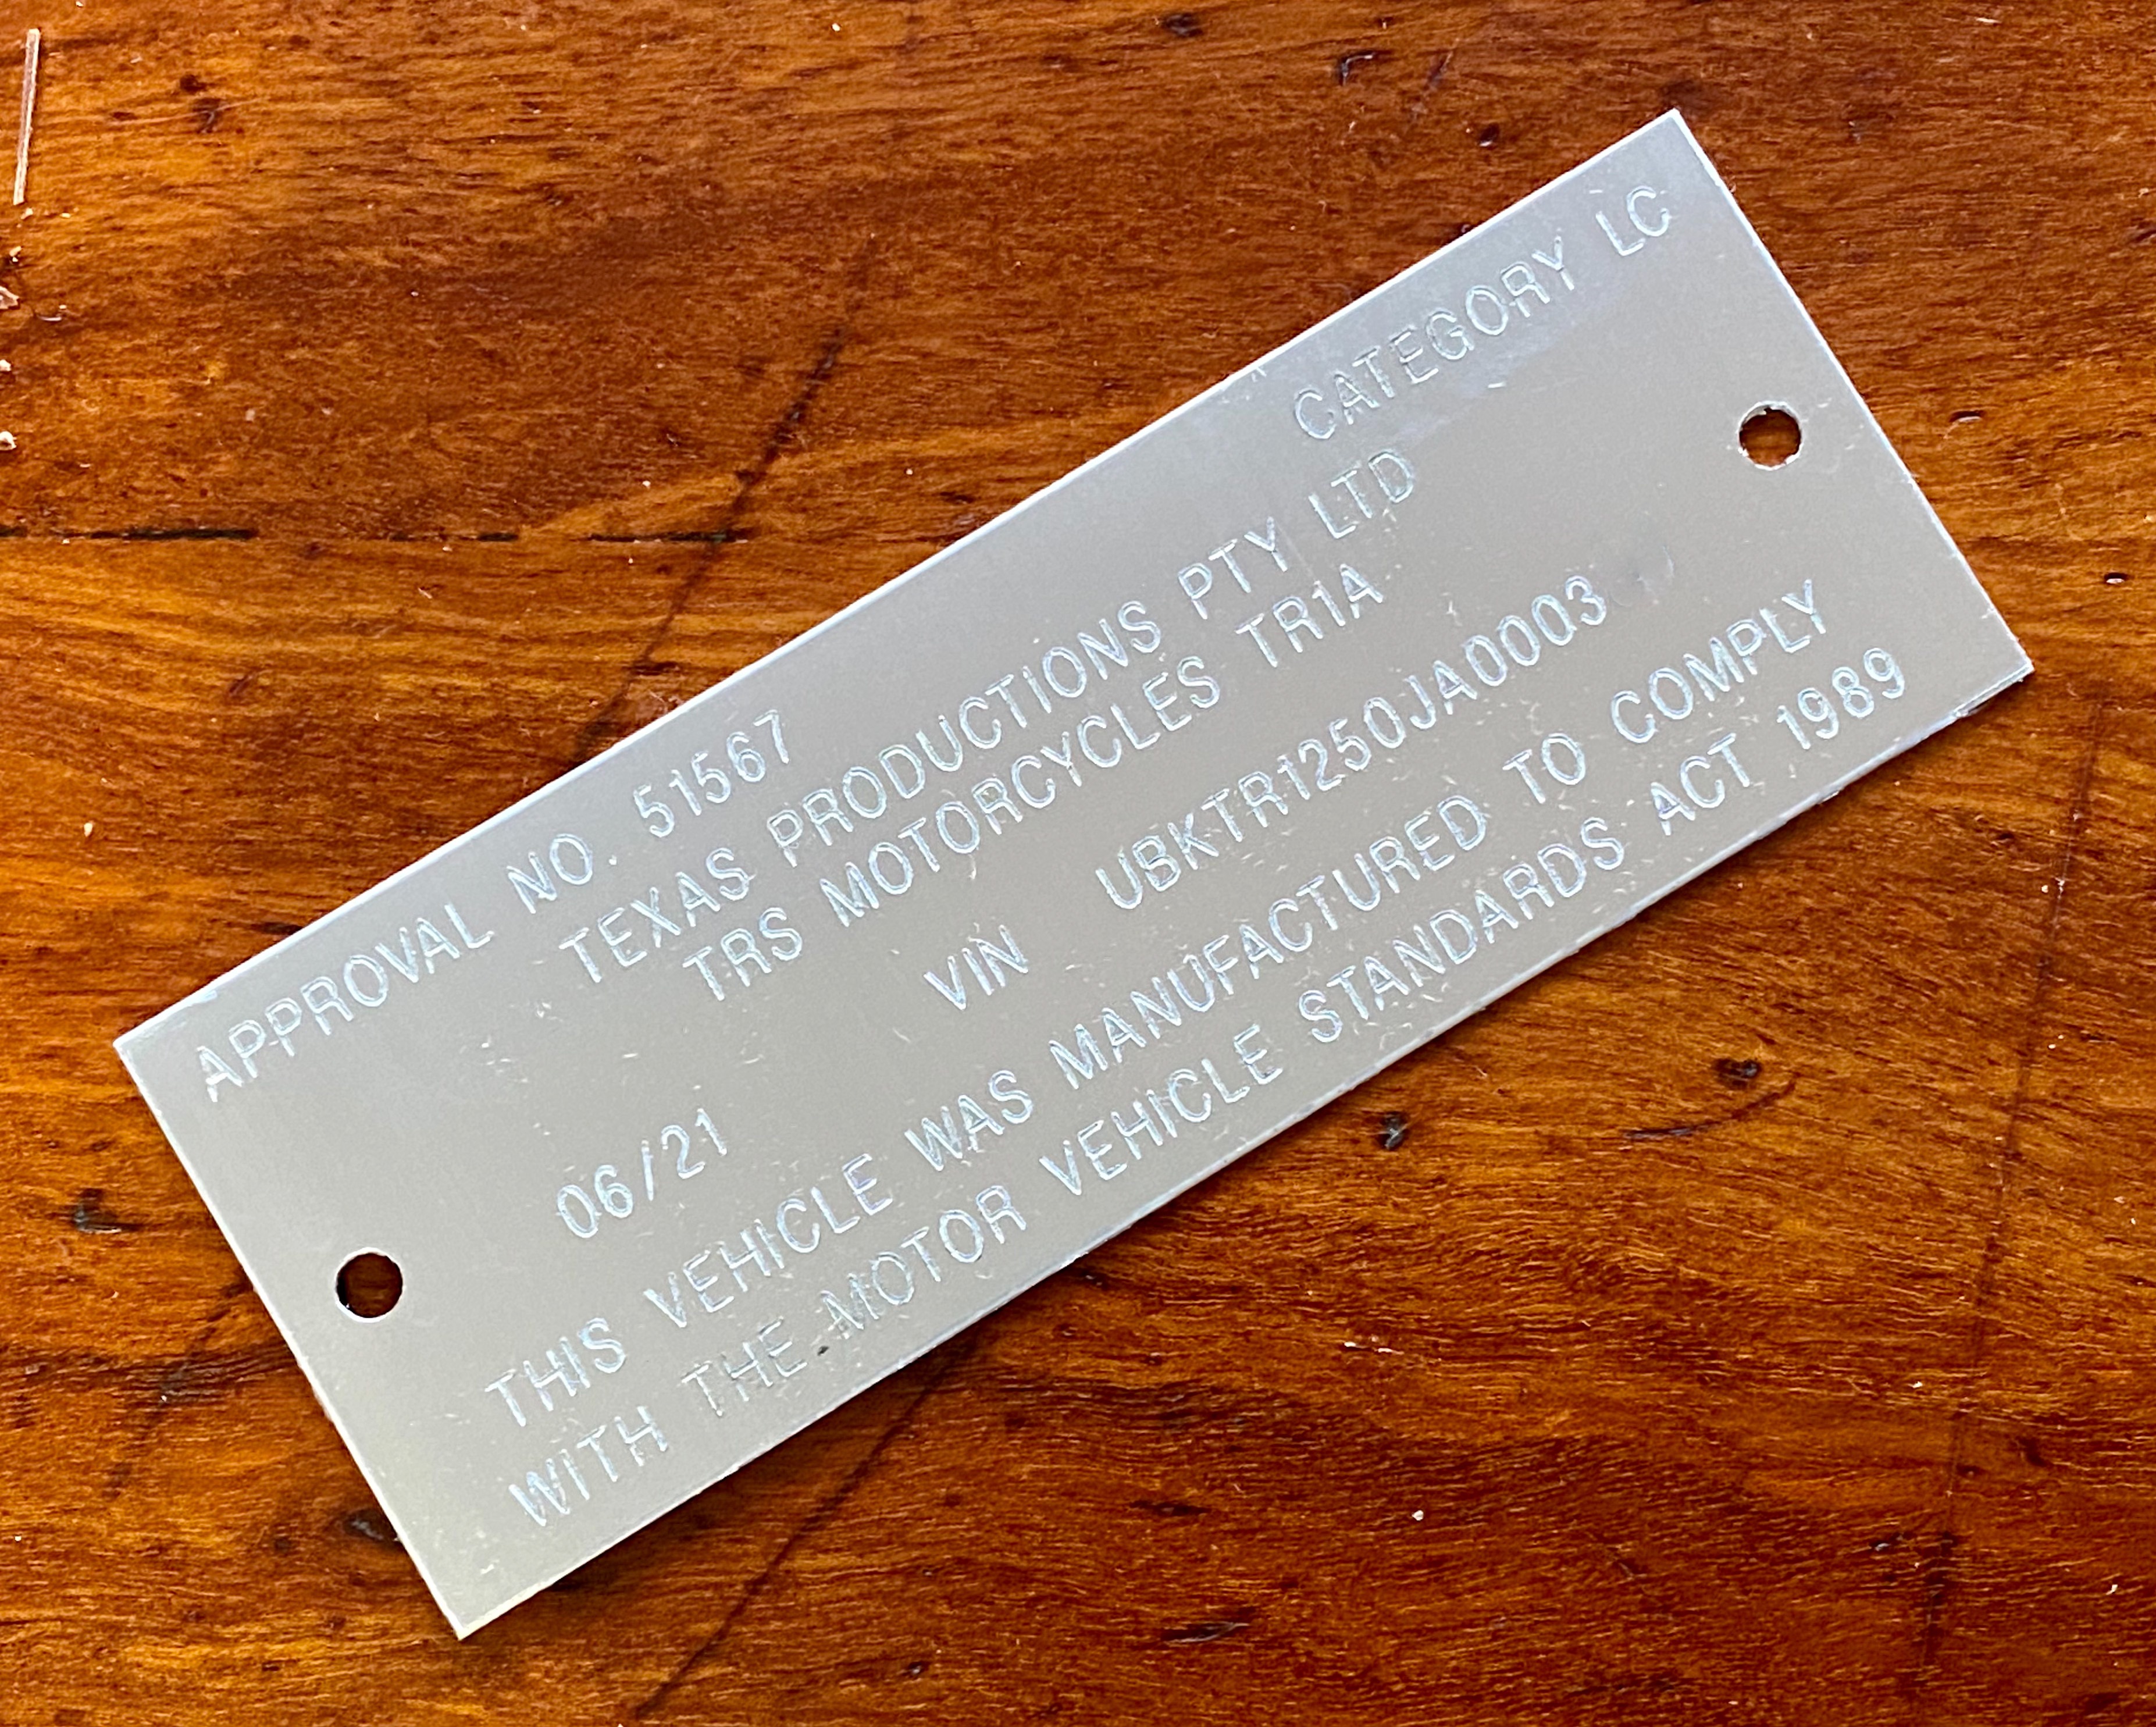 APPROVAL NO. 51567 CATEGORY LC
TEXAS PRODUCTIONS PTY LTD
TRS MOTORCYCLES TR1A
06/21 VIN UBKTR1250JA0003
THIS VEHICLE WAS MANUFACTURED TO COMPLY
WITH THE MOTOR VEHICLE STANDARDS ACT 1989